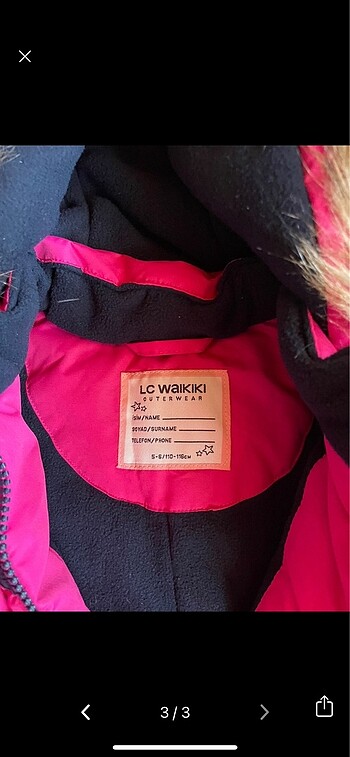 LC WAIKIKI
OUTERWEAR
İSİM/NAME
SOYAD/SURNAME
TELEFON/PHONE
5-6/110-116cm
3/3